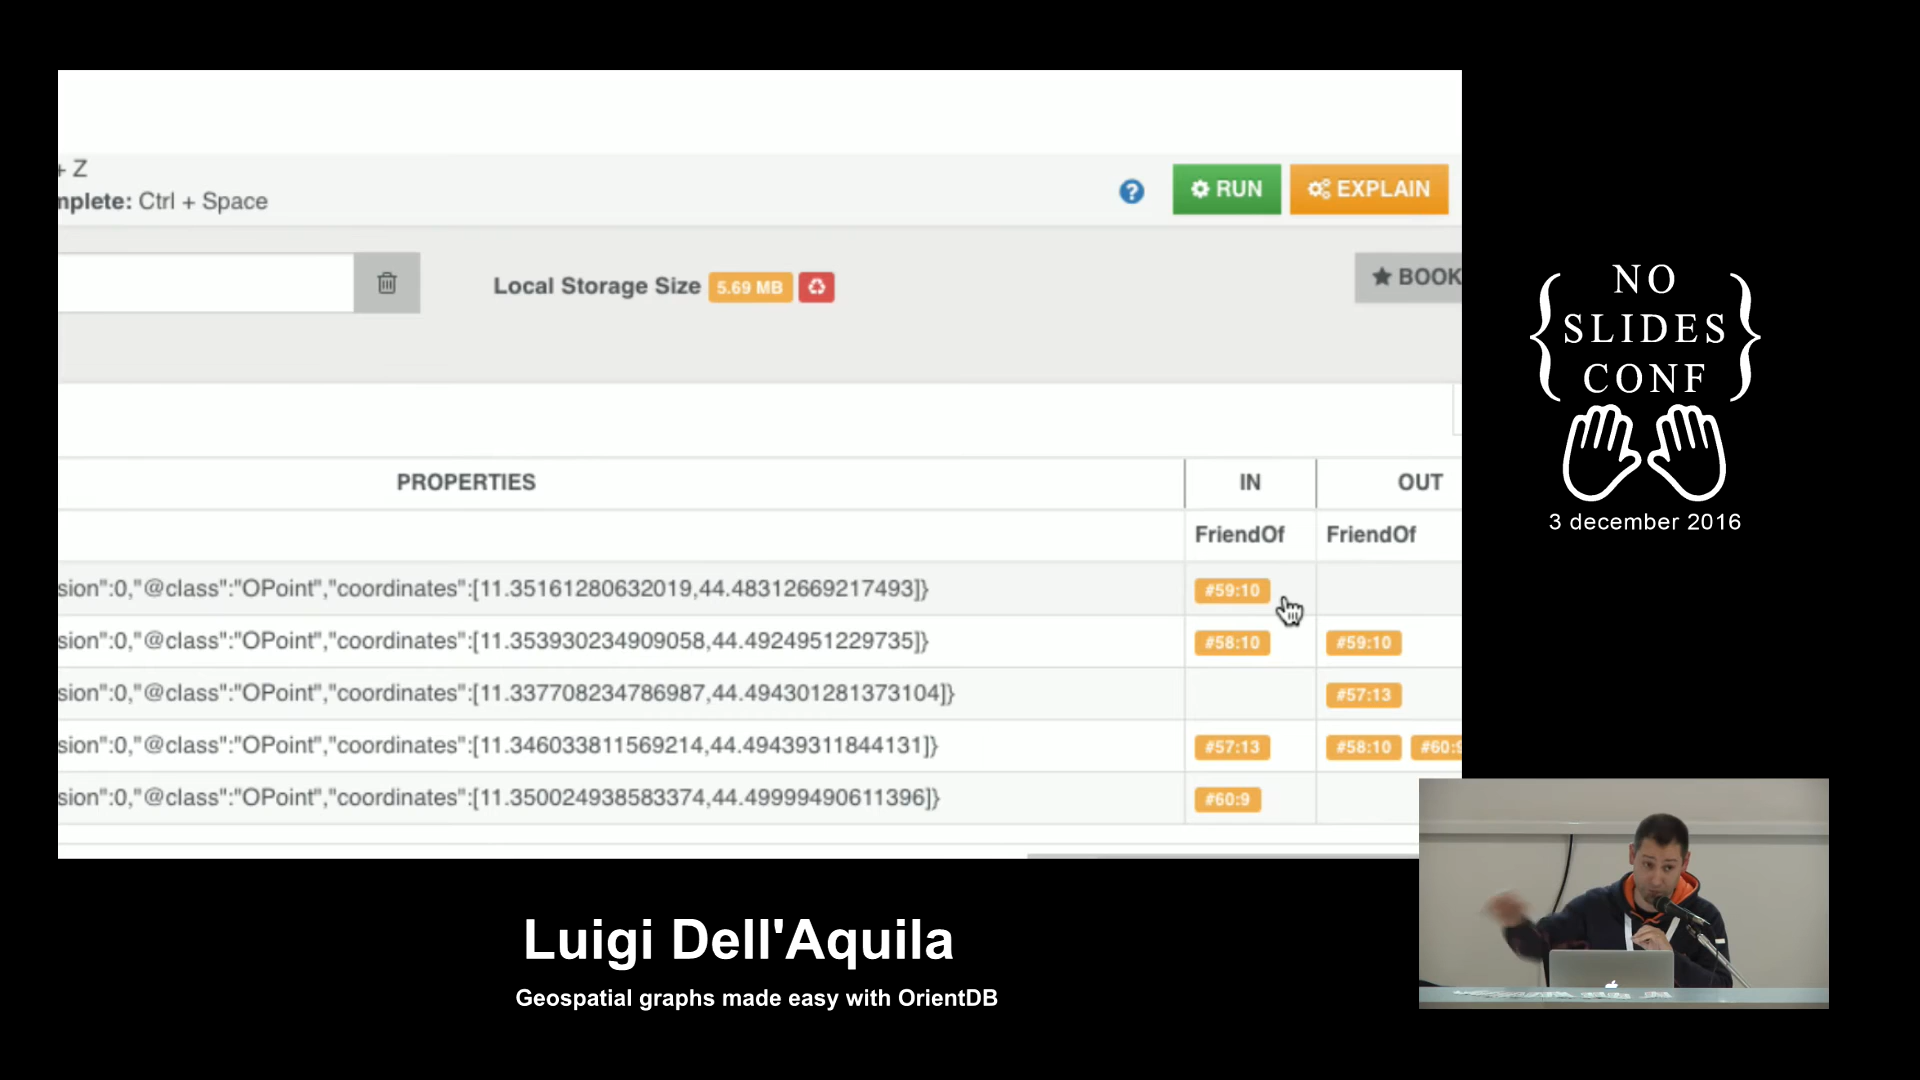 + Z
mplete: Ctrl + Space
? RUN EXPLAIN
Local Storage Size 5.69 MB
BOOK
PROPERTIES IN OUT
FriendOf FriendOf
sion":0,"@class":"OPoint","coordinates":[11.35161280632019,44.48312669217493]} #59:10
sion":0,"@class":"OPoint","coordinates":[11.353930234909058,44.4924951229735]} #58:10 #59:10
sion":0,"@class":"OPoint","coordinates":[11.337708234786987,44.494301281373104]} #57:13
sion":0,"@class":"OPoint","coordinates":[11.346033811569214,44.49439311844131]} #57:13 #58:10 #60:9
sion":0,"@class":"OPoint","coordinates":[11.350024938583374,44.49999490611396]} #60:9
NO
SLIDES
CONF
3 december 2016
Luigi Dell'Aquila
Geospatial graphs made easy with OrientDB